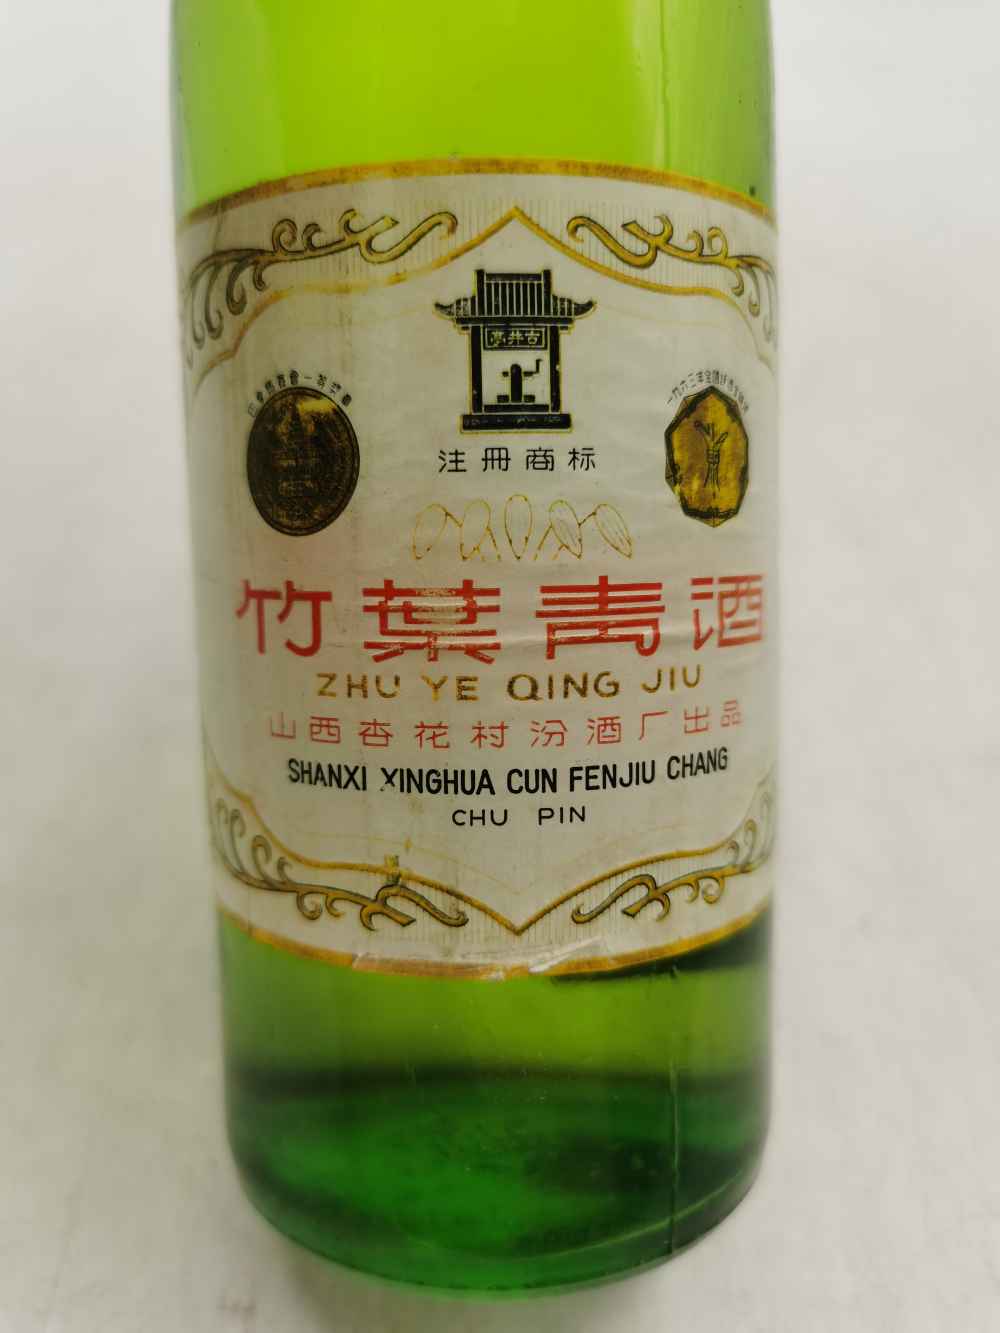 古井亭
注冊商标
竹葉青酒
ZHU YE QING JIU
山西杏花村汾酒厂出品
SHANXI XINGHUA CUN FENJIU CHANG
CHU PIN